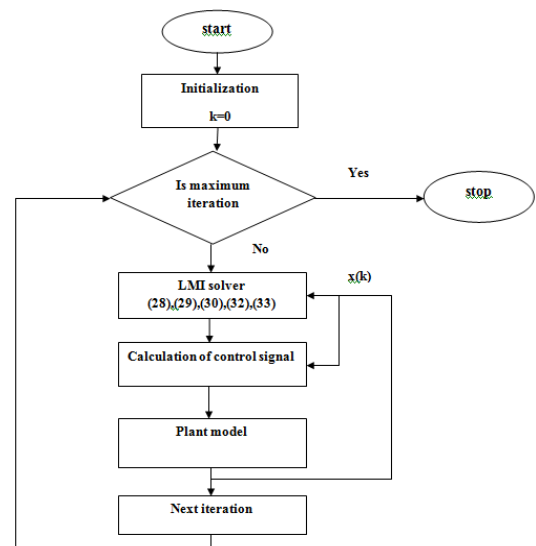 start
Initialization
k=0
Is maximum
iteration
Yes
stop
No
x(k)
LMI solver
(28),(29),(30),(32),(33)
Calculation of control signal
Plant model
Next iteration